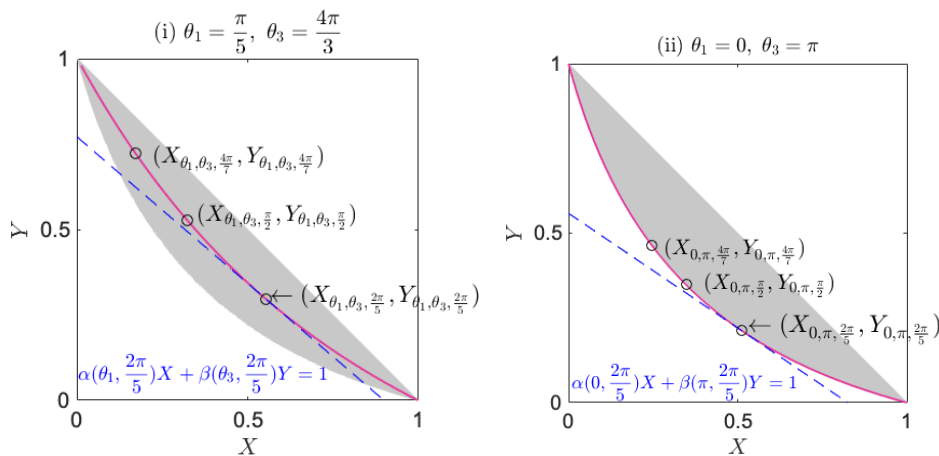 (i) θ₁ = π/5, θ₃ = 4π/3
1
0.5
0
Y
(X_{θ₁,θ₃,4π/7}, Y_{θ₁,θ₃,4π/7})
(X_{θ₁,θ₃,π/2}, Y_{θ₁,θ₃,π/2})
← (X_{θ₁,θ₃,2π/5}, Y_{θ₁,θ₃,2π/5})
α(θ₁, 2π/5)X + β(θ₃, 2π/5)Y = 1
0
0.5
1
X
(ii) θ₁ = 0, θ₃ = π
1
0.5
0
Y
(X_{0,π,4π/7}, Y_{0,π,4π/7})
(X_{0,π,π/2}, Y_{0,π,π/2})
← (X_{0,π,2π/5}, Y_{0,π,2π/5})
α(0, 2π/5)X + β(π, 2π/5)Y = 1
0
0.5
1
X